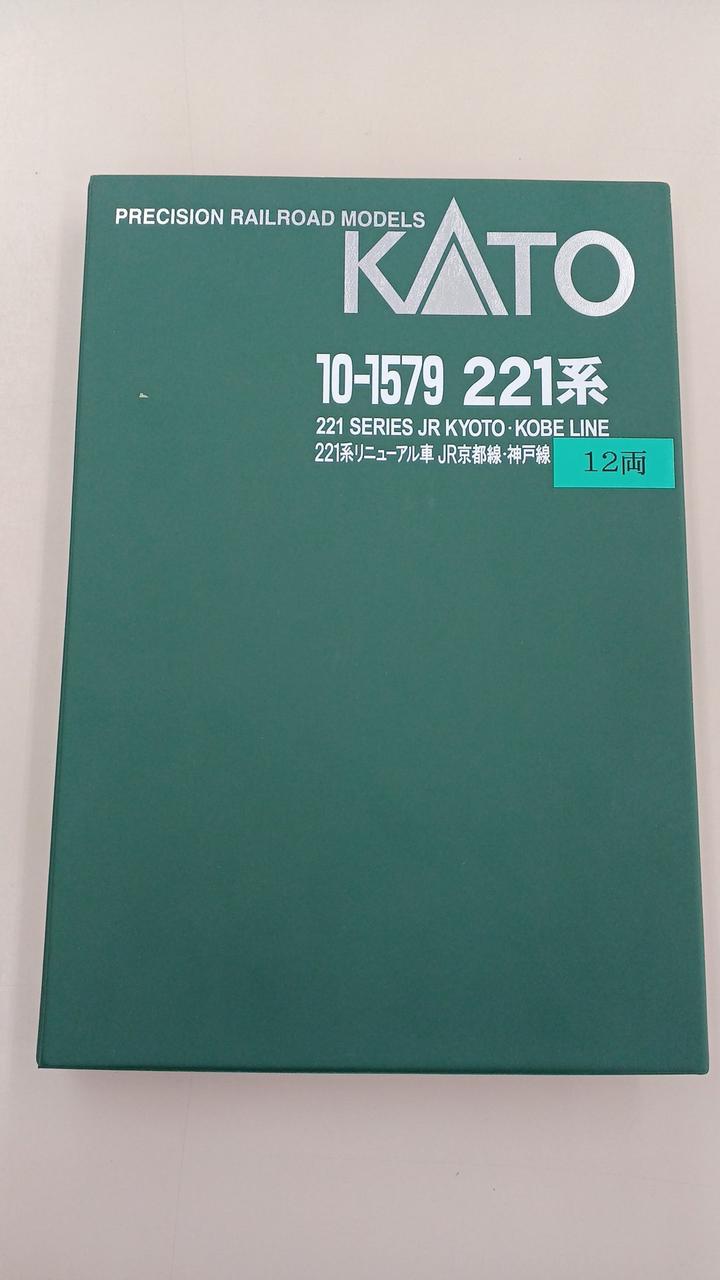 PRECISION RAILROAD MODELS
KATO
10-1579 221系
221 SERIES JR KYOTO・KOBE LINE
221系リニューアル車 JR京都線・神戸線
12両